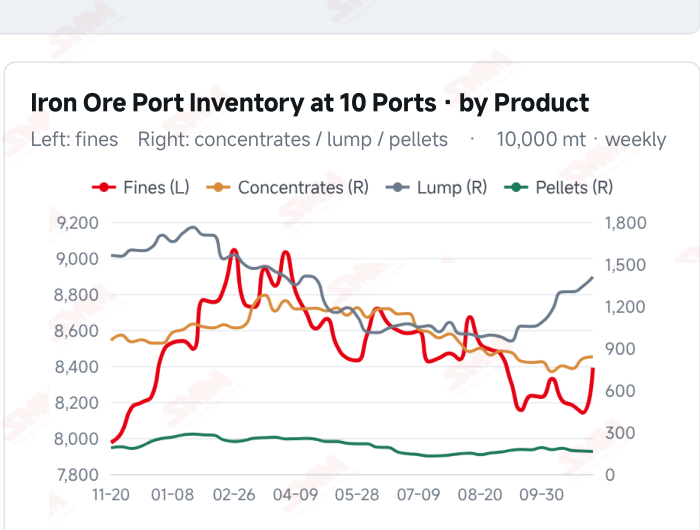 Iron Ore Port Inventory at 10 Ports · by Product
Left: fines Right: concentrates / lump / pellets · 10,000 mt · weekly
Fines (L) Concentrates (R) Lump (R) Pellets (R)
9,200 1,800
9,000 1,500
8,800 1,200
8,600 900
8,400 600
8,200 300
8,000 0
7,800
11-20 01-08 02-26 04-09 05-28 07-09 08-20 09-30
SMM